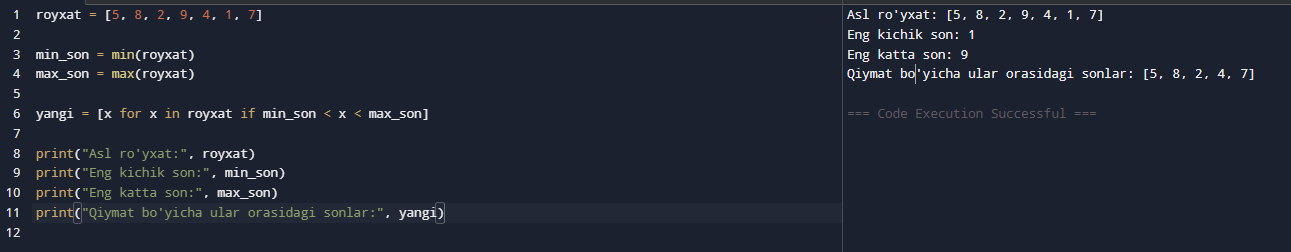 1 royxat = [5, 8, 2, 9, 4, 1, 7]
2
3 min_son = min(royxat)
4 max_son = max(royxat)
5
6 yangi = [x for x in royxat if min_son < x < max_son]
7
8 print("Asl ro'yxat:", royxat)
9 print("Eng kichik son:", min_son)
10 print("Eng katta son:", max_son)
11 print("Qiymat bo'yicha ular orasidagi sonlar:", yangi)
12
Asl ro'yxat: [5, 8, 2, 9, 4, 1, 7]
Eng kichik son: 1
Eng katta son: 9
Qiymat bo'yicha ular orasidagi sonlar: [5, 8, 2, 4, 7]
=== Code Execution Successful ===